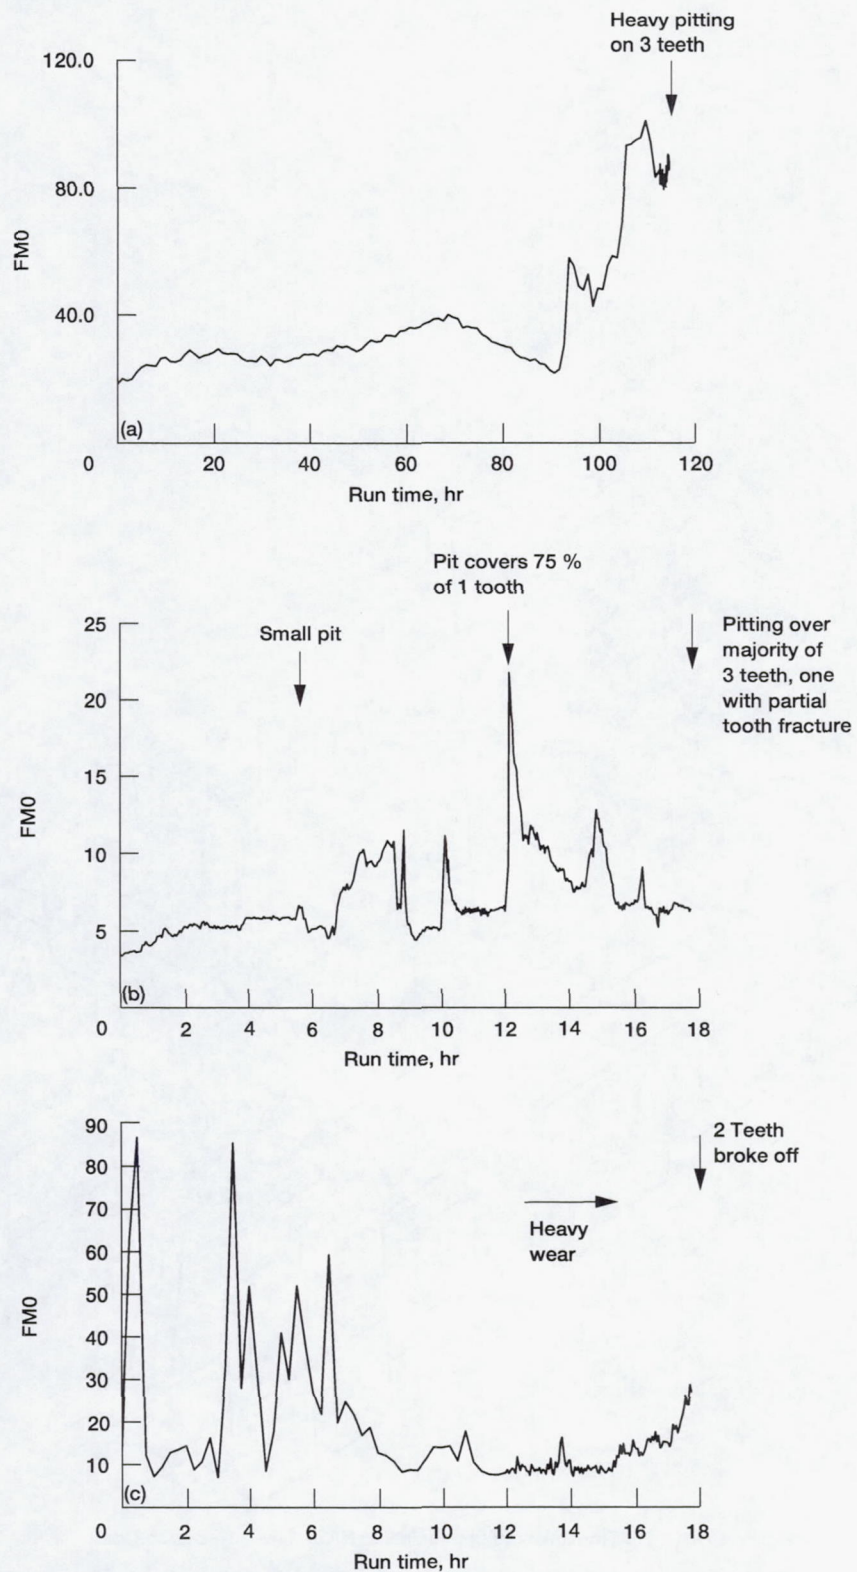 Heavy pitting
on 3 teeth
120.0
80.0
40.0
FM0
(a)
0 20 40 60 80 100 120
Run time, hr
Pit covers 75 %
of 1 tooth
Small pit
Pitting over
majority of
3 teeth, one
with partial
tooth fracture
25
20
15
10
5
FM0
(b)
0 2 4 6 8 10 12 14 16 18
Run time, hr
2 Teeth
broke off
Heavy
wear
90
80
70
60
50
40
30
20
10
FM0
(c)
0 2 4 6 8 10 12 14 16 18
Run time, hr